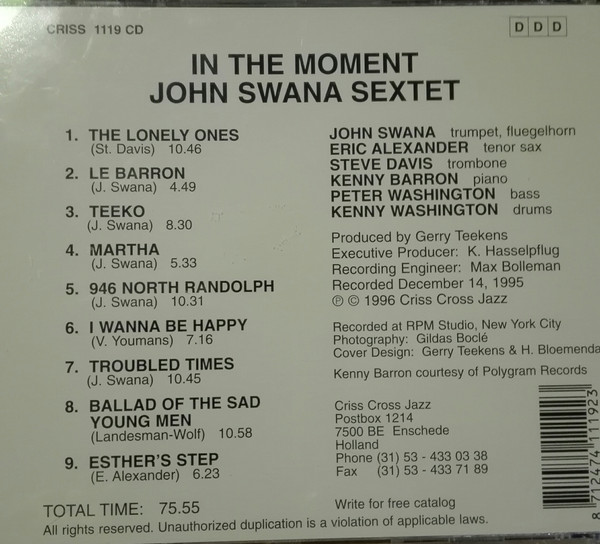 CRISS 1119 CD
D D D
IN THE MOMENT
JOHN SWANA SEXTET
1. THE LONELY ONES
(St. Davis) 10.46
2. LE BARRON
(J. Swana) 4.49
3. TEEKO
(J. Swana) 8.30
4. MARTHA
(J. Swana) 5.33
5. 946 NORTH RANDOLPH
(J. Swana) 10.31
6. I WANNA BE HAPPY
(V. Youmans) 7.16
7. TROUBLED TIMES
(J. Swana) 10.45
8. BALLAD OF THE SAD
YOUNG MEN
(Landesman-Wolf) 10.58
9. ESTHER'S STEP
(E. Alexander) 6.23
TOTAL TIME: 75.55
JOHN SWANA trumpet, fluegelhorn
ERIC ALEXANDER tenor sax
STEVE DAVIS trombone
KENNY BARRON piano
PETER WASHINGTON bass
KENNY WASHINGTON drums
Produced by Gerry Teekens
Executive Producer: K. Hasselpflug
Recording Engineer: Max Bolleman
Recorded December 14, 1995
℗ © 1996 Criss Cross Jazz
Recorded at RPM Studio, New York City
Photography: Gildas Boclé
Cover Design: Gerry Teekens & H. Bloemenda
Kenny Barron courtesy of Polygram Records
Criss Cross Jazz
Postbox 1214
7500 BE Enschede
Holland
Phone (31) 53 - 433 03 38
Fax (31) 53 - 433 71 89
Write for free catalog
All rights reserved. Unauthorized duplication is a violation of applicable laws.
8 712474 111923